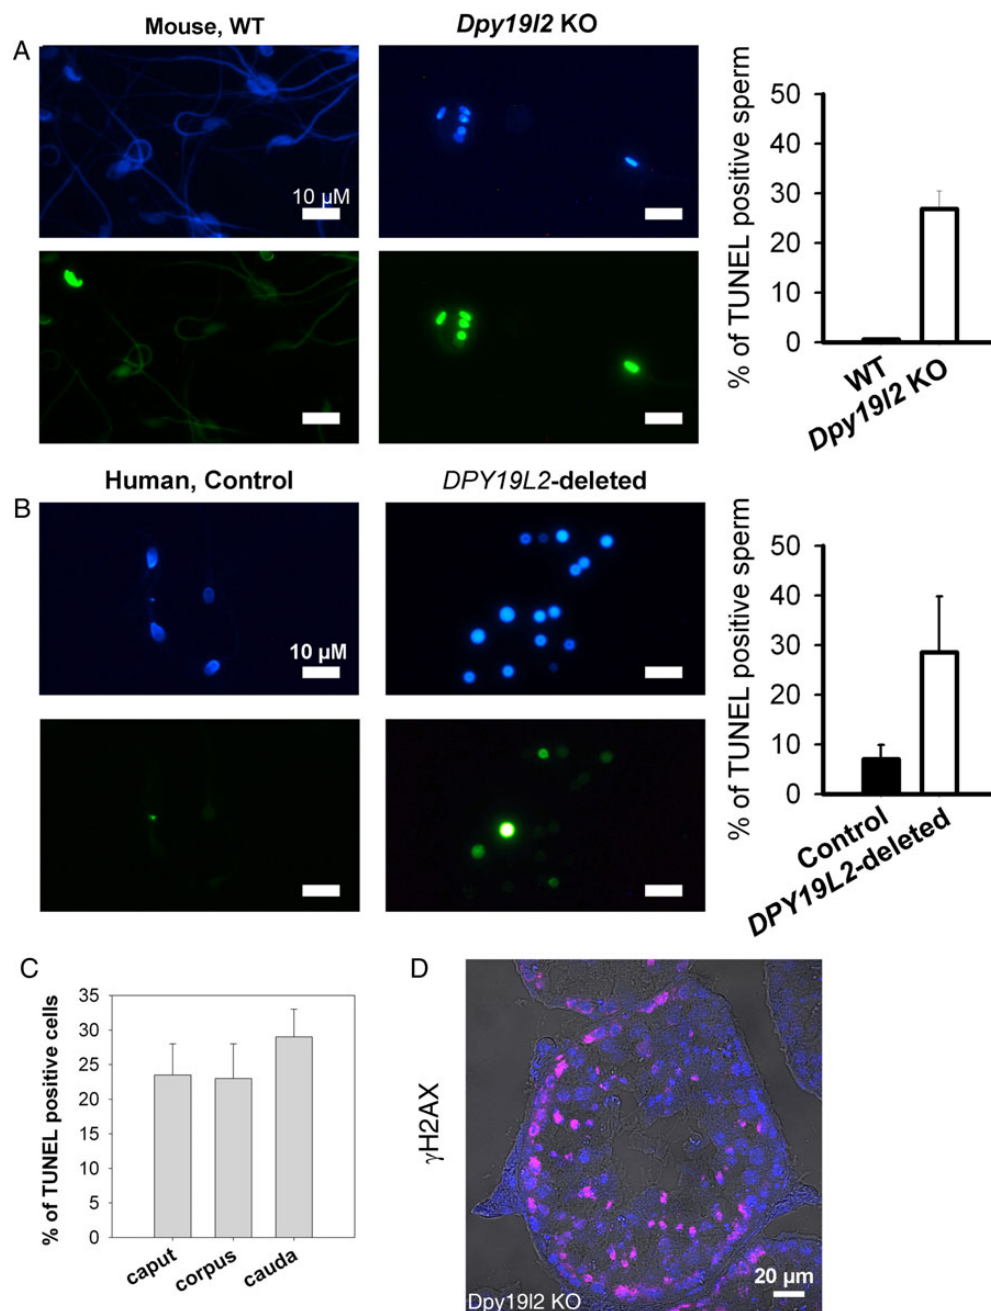 A
Mouse, WT
Dpy19l2 KO
10 µM
% of TUNEL positive sperm
50
40
30
20
10
0
WT
Dpy19l2 KO
B
Human, Control
DPY19L2-deleted
10 µM
% of TUNEL positive sperm
50
40
30
20
10
0
Control
DPY19L2-deleted
C
% of TUNEL positive cells
35
30
25
20
15
10
5
0
caput
corpus
cauda
D
γH2AX
20 µm
Dpy19l2 KO